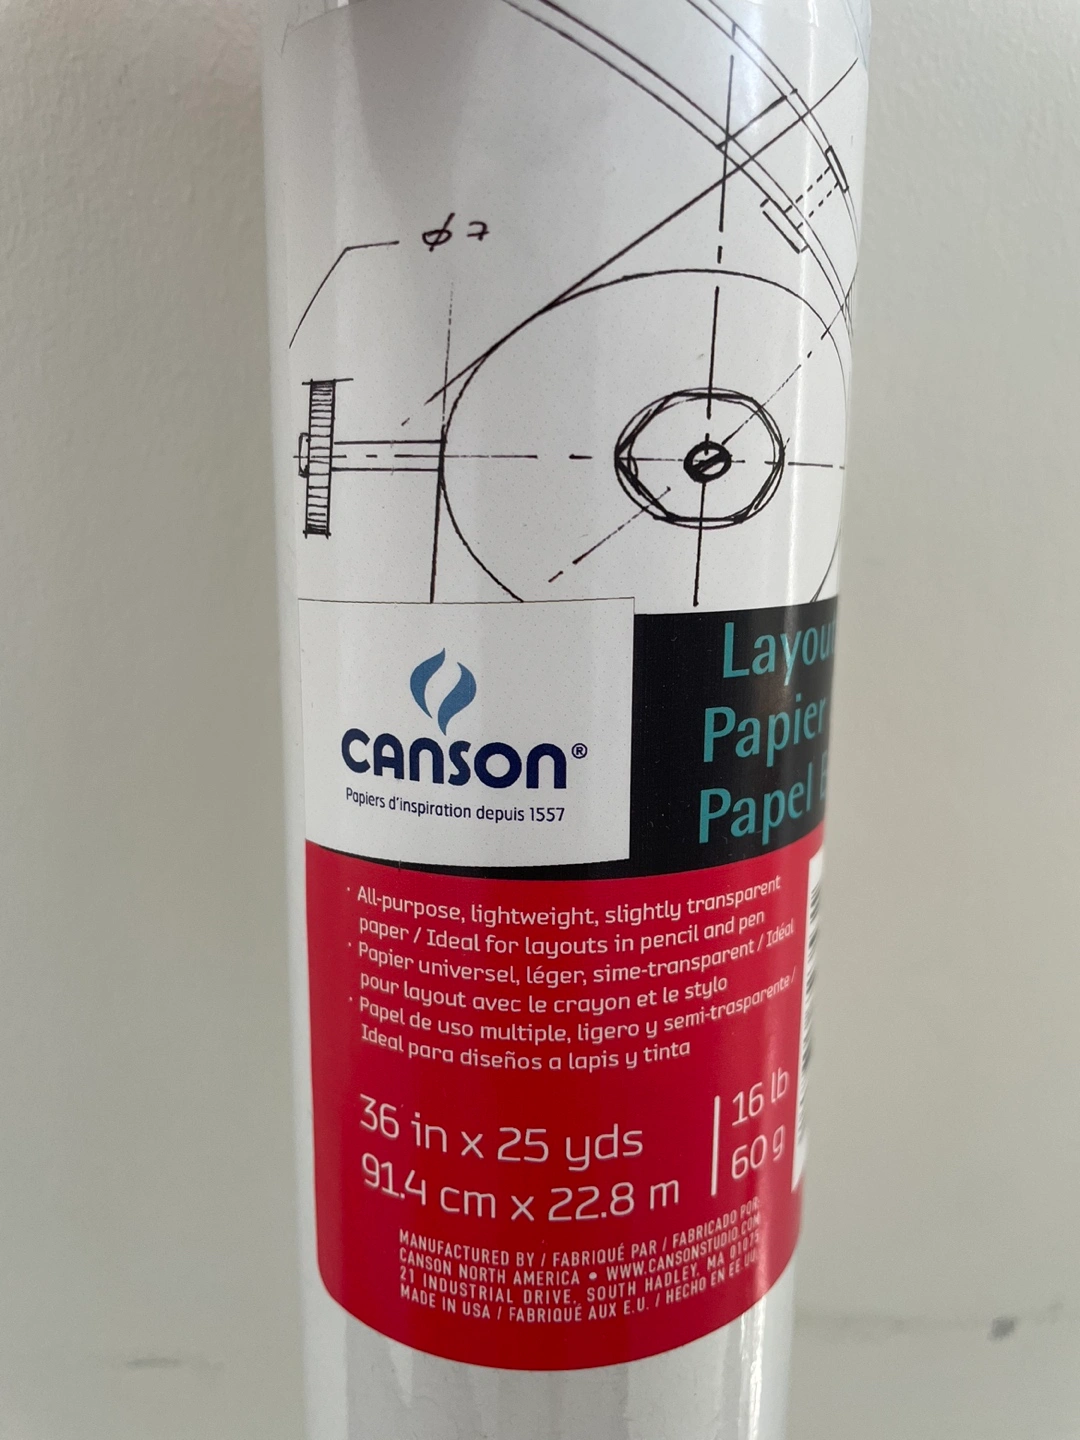 ϕ 7
Layout
Papier
Papel
CANSON®
Papiers d'inspiration depuis 1557
· All-purpose, lightweight, slightly transparent
paper / Ideal for layouts in pencil and pen
· Papier universel, léger, sime-transparent / Idéal
pour layout avec le crayon et le stylo
· Papel de uso multiple, ligero y semi-trasparente /
Ideal para diseños a lapis y tinta
36 in x 25 yds
91.4 cm x 22.8 m
16 lb
60 g
MANUFACTURED BY / FABRIQUÉ PAR / FABRICADO POR:
CANSON NORTH AMERICA • WWW.CANSONSTUDIO.COM
21 INDUSTRIAL DRIVE, SOUTH HADLEY, MA 01075
MADE IN USA / FABRIQUÉ AUX E.U. / HECHO EN EE UU.